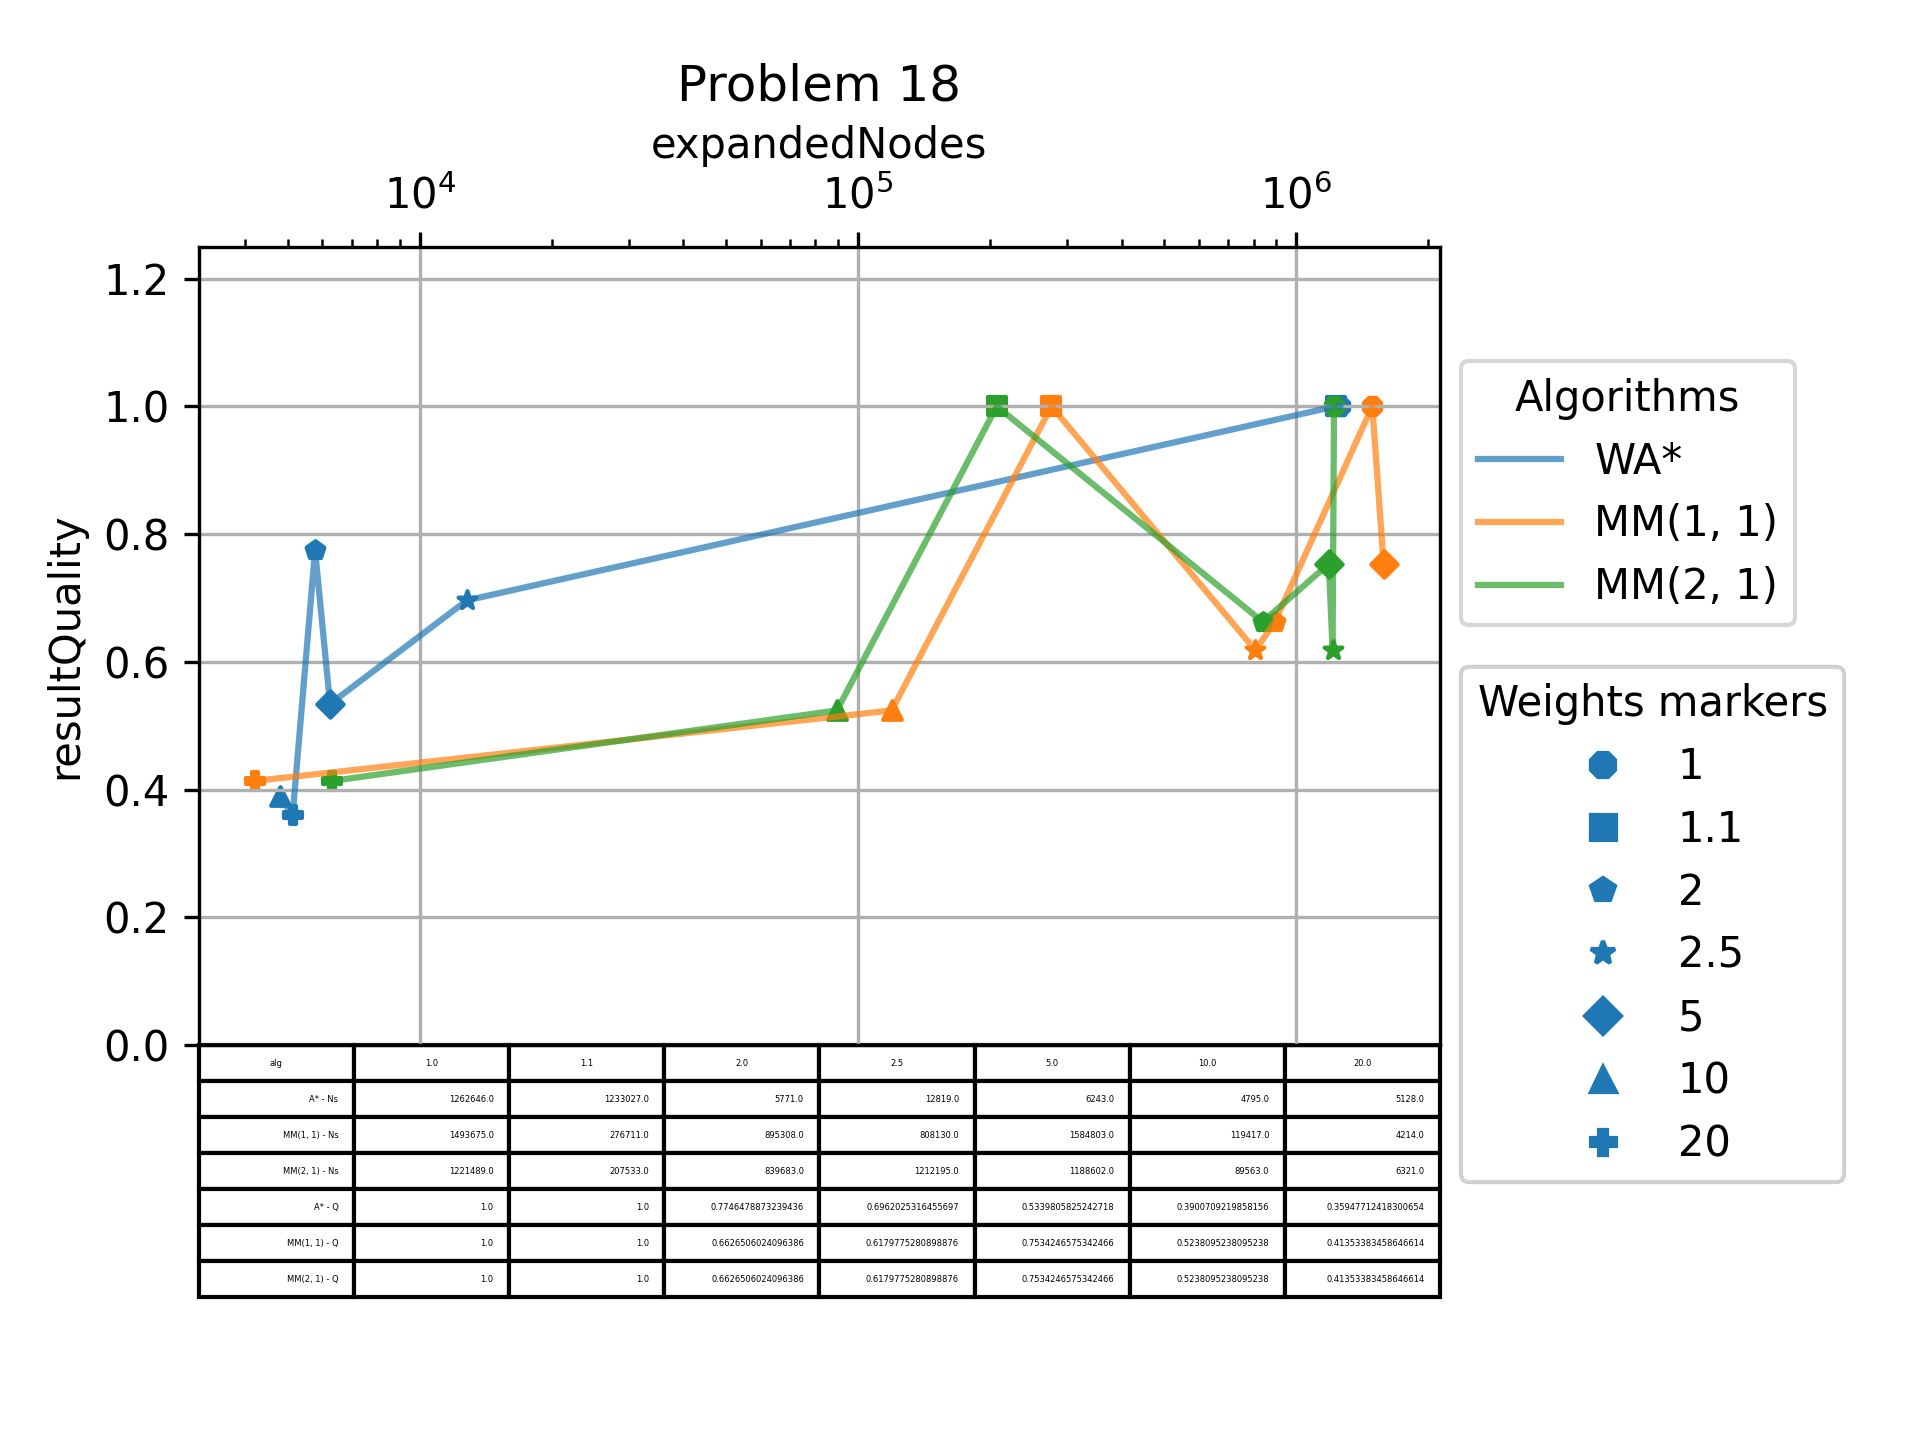 Problem 18
expandedNodes
10⁴ 10⁵ 10⁶
1.2
1.0
0.8
0.6
0.4
0.2
0.0
resultQuality
Algorithms
WA*
MM(1, 1)
MM(2, 1)
Weights markers
1
1.1
2
2.5
5
10
20
alg 1.0 1.1 2.0 2.5 5.0 10.0 20.0
A* - Ns 1262646.0 1233027.0 5771.0 12819.0 6243.0 4795.0 5128.0
MM(1, 1) - Ns 1493675.0 276711.0 895308.0 808130.0 1584803.0 119417.0 4214.0
MM(2, 1) - Ns 1221489.0 207533.0 839683.0 1212195.0 1188602.0 89563.0 6321.0
A* - Q 1.0 1.0 0.7746478873239436 0.6962025316455697 0.5339805825242718 0.3900709219858156 0.35947712418300654
MM(1, 1) - Q 1.0 1.0 0.6626506024096386 0.6179775280898876 0.7534246575342466 0.5238095238095238 0.41353383458646614
MM(2, 1) - Q 1.0 1.0 0.6626506024096386 0.6179775280898876 0.7534246575342466 0.5238095238095238 0.41353383458646614